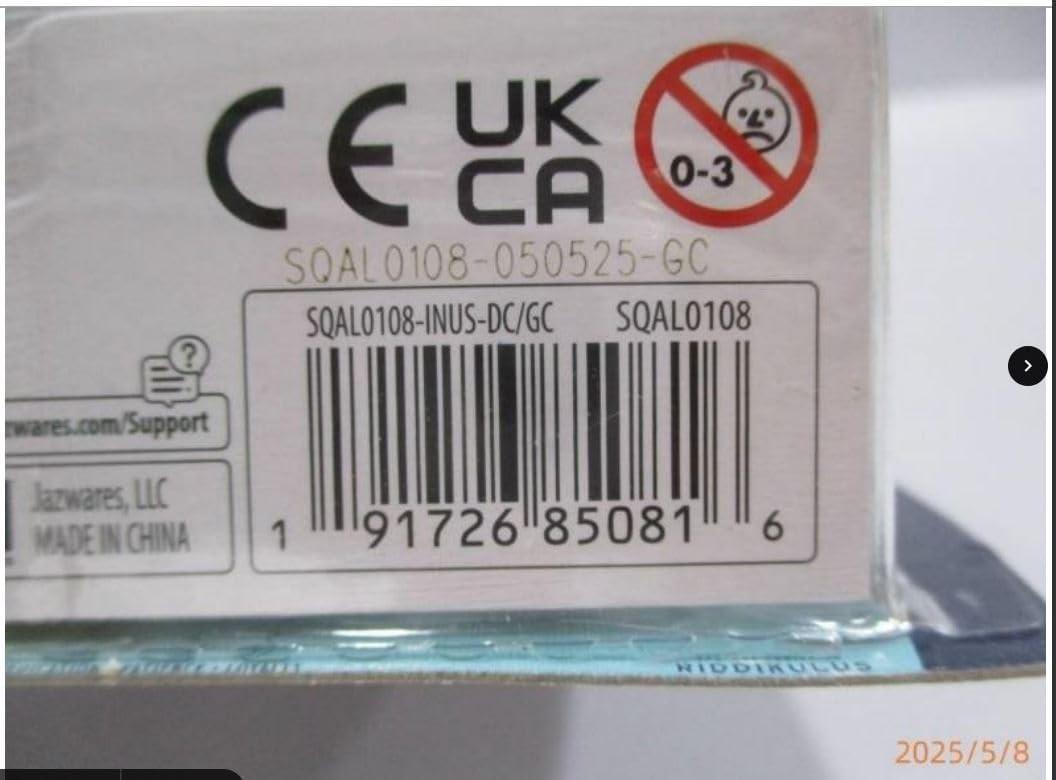 CE
UK
CA
0-3
SQAL0108-050525-GC
SQAL0108-INUS-DC/GC SQAL0108
?
wares.com/Support
Jazwares, LLC
MADE IN CHINA
1 91726 85081 6
RIDDIKULUS
2025/5/8